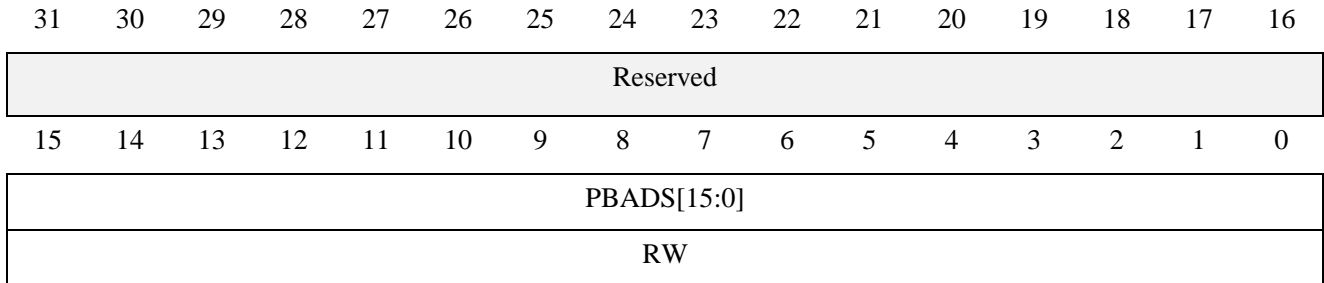 31 30 29 28 27 26 25 24 23 22 21 20 19 18 17 16
Reserved
15 14 13 12 11 10 9 8 7 6 5 4 3 2 1 0
PBADS[15:0]
RW